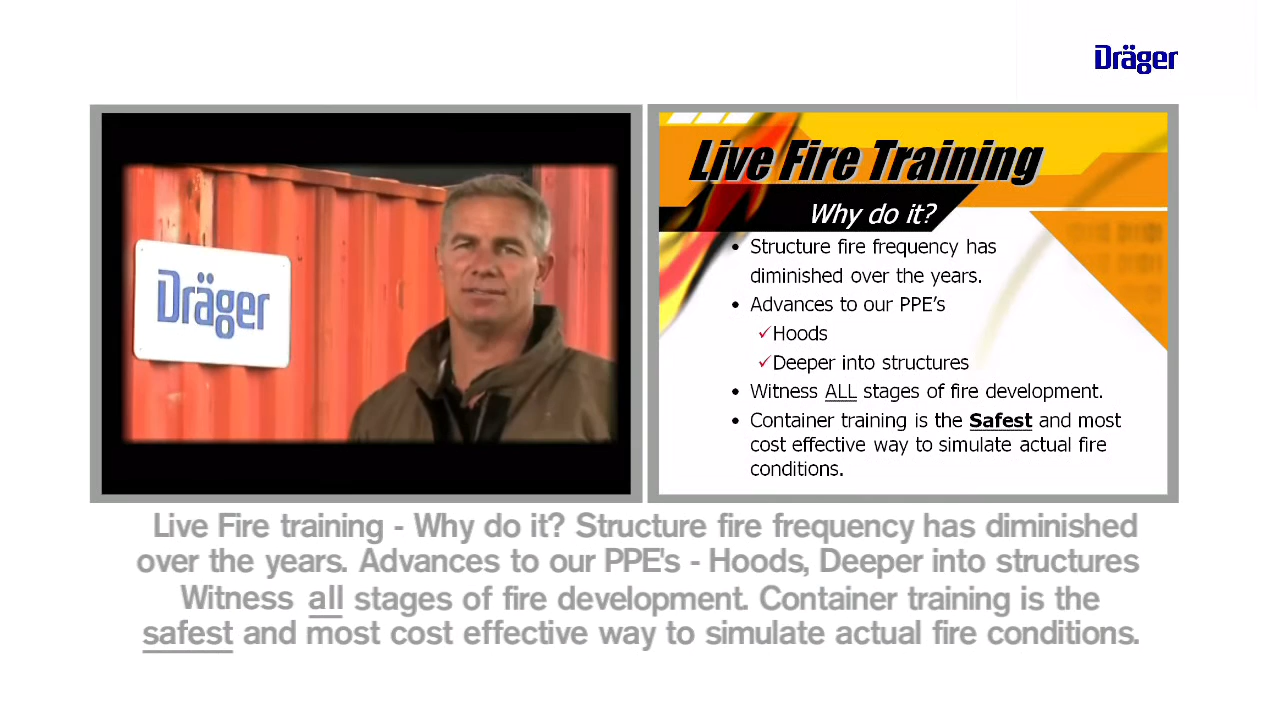 Dräger
Dräger
Live Fire Training
Why do it?
• Structure fire frequency has
diminished over the years.
• Advances to our PPE's
✓Hoods
✓Deeper into structures
• Witness ALL stages of fire development.
• Container training is the Safest and most
cost effective way to simulate actual fire
conditions.
Live Fire training - Why do it? Structure fire frequency has diminished
over the years. Advances to our PPE's - Hoods, Deeper into structures
Witness all stages of fire development. Container training is the
safest and most cost effective way to simulate actual fire conditions.